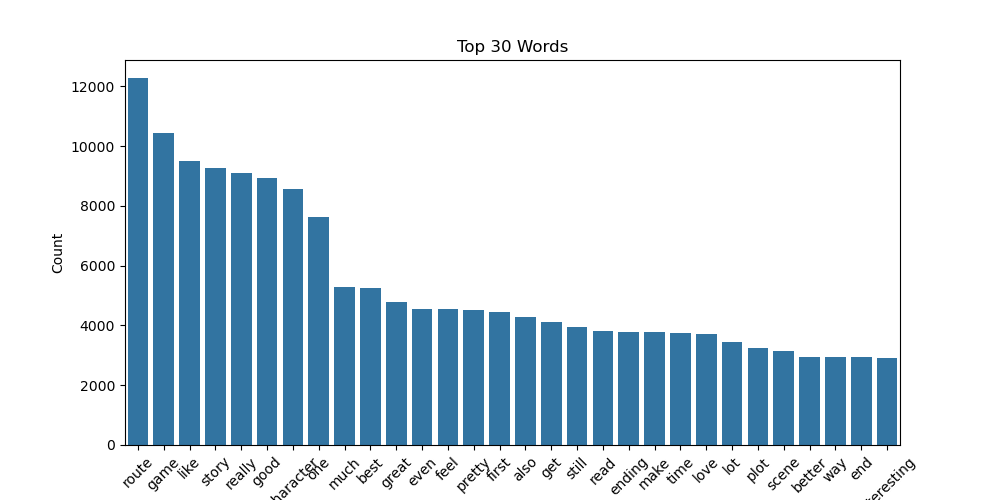 Top 30 Words
Count
12000
10000
8000
6000
4000
2000
0
route
game
like
story
really
good
haracter
one
much
best
great
even
feel
pretty
first
also
get
still
read
ending
make
time
love
lot
plot
scene
better
way
end
teresting